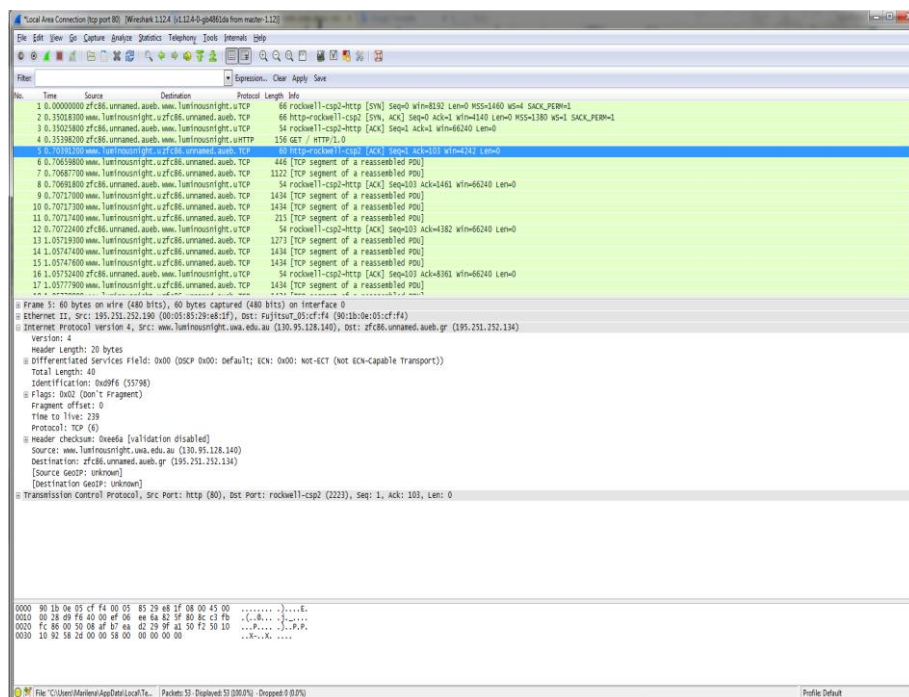 *Local Area Connection (tcp port 80) [Wireshark 1.12.4 (v1.12.4-0-gb4861da from master-1.12)]
File Edit View Go Capture Analyze Statistics Telephony Tools Internals Help
Filter: Expression... Clear Apply Save
No. Time Source Destination Protocol Length Info
1 0.00000000 zfc86.unnamed.aueb. www.luminousnight.u TCP 66 rockwell-csp2→http [SYN] Seq=0 Win=8192 Len=0 MSS=1460 WS=4 SACK_PERM=1
2 0.35018300 www.luminousnight.u zfc86.unnamed.aueb. TCP 66 http→rockwell-csp2 [SYN, ACK] Seq=0 Ack=1 Win=4140 Len=0 MSS=1380 WS=1 SACK_PERM=1
3 0.35025800 zfc86.unnamed.aueb. www.luminousnight.u TCP 54 rockwell-csp2→http [ACK] Seq=1 Ack=1 Win=66240 Len=0
4 0.35398200 zfc86.unnamed.aueb. www.luminousnight.u HTTP 156 GET / HTTP/1.0
5 0.70391200 www.luminousnight.u zfc86.unnamed.aueb. TCP 60 http→rockwell-csp2 [ACK] Seq=1 Ack=103 Win=4242 Len=0
6 0.70659800 www.luminousnight.u zfc86.unnamed.aueb. TCP 446 [TCP segment of a reassembled PDU]
7 0.70687700 www.luminousnight.u zfc86.unnamed.aueb. TCP 1122 [TCP segment of a reassembled PDU]
8 0.70691800 zfc86.unnamed.aueb. www.luminousnight.u TCP 54 rockwell-csp2→http [ACK] Seq=103 Ack=1461 Win=66240 Len=0
9 0.70717000 www.luminousnight.u zfc86.unnamed.aueb. TCP 1434 [TCP segment of a reassembled PDU]
10 0.70717300 www.luminousnight.u zfc86.unnamed.aueb. TCP 1434 [TCP segment of a reassembled PDU]
11 0.70717400 www.luminousnight.u zfc86.unnamed.aueb. TCP 215 [TCP segment of a reassembled PDU]
12 0.70722400 zfc86.unnamed.aueb. www.luminousnight.u TCP 54 rockwell-csp2→http [ACK] Seq=103 Ack=4382 Win=66240 Len=0
13 1.05719300 www.luminousnight.u zfc86.unnamed.aueb. TCP 1273 [TCP segment of a reassembled PDU]
14 1.05747400 www.luminousnight.u zfc86.unnamed.aueb. TCP 1434 [TCP segment of a reassembled PDU]
15 1.05747600 www.luminousnight.u zfc86.unnamed.aueb. TCP 1434 [TCP segment of a reassembled PDU]
16 1.05752400 zfc86.unnamed.aueb. www.luminousnight.u TCP 54 rockwell-csp2→http [ACK] Seq=103 Ack=8361 Win=66240 Len=0
17 1.05777900 www.luminousnight.u zfc86.unnamed.aueb. TCP 1434 [TCP segment of a reassembled PDU]
Frame 5: 60 bytes on wire (480 bits), 60 bytes captured (480 bits) on interface 0
Ethernet II, Src: 195.251.252.190 (00:05:85:29:e8:1f), Dst: FujitsuT_05:cf:f4 (90:1b:0e:05:cf:f4)
Internet Protocol Version 4, Src: www.luminousnight.uwa.edu.au (130.95.128.140), Dst: zfc86.unnamed.aueb.gr (195.251.252.134)
Version: 4
Header Length: 20 bytes
Differentiated Services Field: 0x00 (DSCP 0x00: Default; ECN: 0x00: Not-ECT (Not ECN-Capable Transport))
Total Length: 40
Identification: 0xd9f6 (55798)
Flags: 0x02 (Don't Fragment)
Fragment offset: 0
Time to live: 239
Protocol: TCP (6)
Header checksum: 0xee6a [validation disabled]
Source: www.luminousnight.uwa.edu.au (130.95.128.140)
Destination: zfc86.unnamed.aueb.gr (195.251.252.134)
[Source GeoIP: Unknown]
[Destination GeoIP: Unknown]
Transmission Control Protocol, Src Port: http (80), Dst Port: rockwell-csp2 (2223), Seq: 1, Ack: 103, Len: 0
0000 90 1b 0e 05 cf f4 00 05 85 29 e8 1f 08 00 45 00 ........ .)....E.
0010 00 28 d9 f6 40 00 ef 06 ee 6a 82 5f 80 8c c3 fb .(..@... .j._....
0020 fc 86 00 50 08 af b7 ea d2 29 9f a1 50 f2 50 10 ...P.... .)..P.P.
0030 10 92 58 2d 00 00 58 00 00 00 00 00 ..X-..X. ....
File: "C:\Users\Marilena\AppData\Local\Te... Packets: 53 · Displayed: 53 (100.0%) · Dropped: 0 (0.0%) Profile: Default